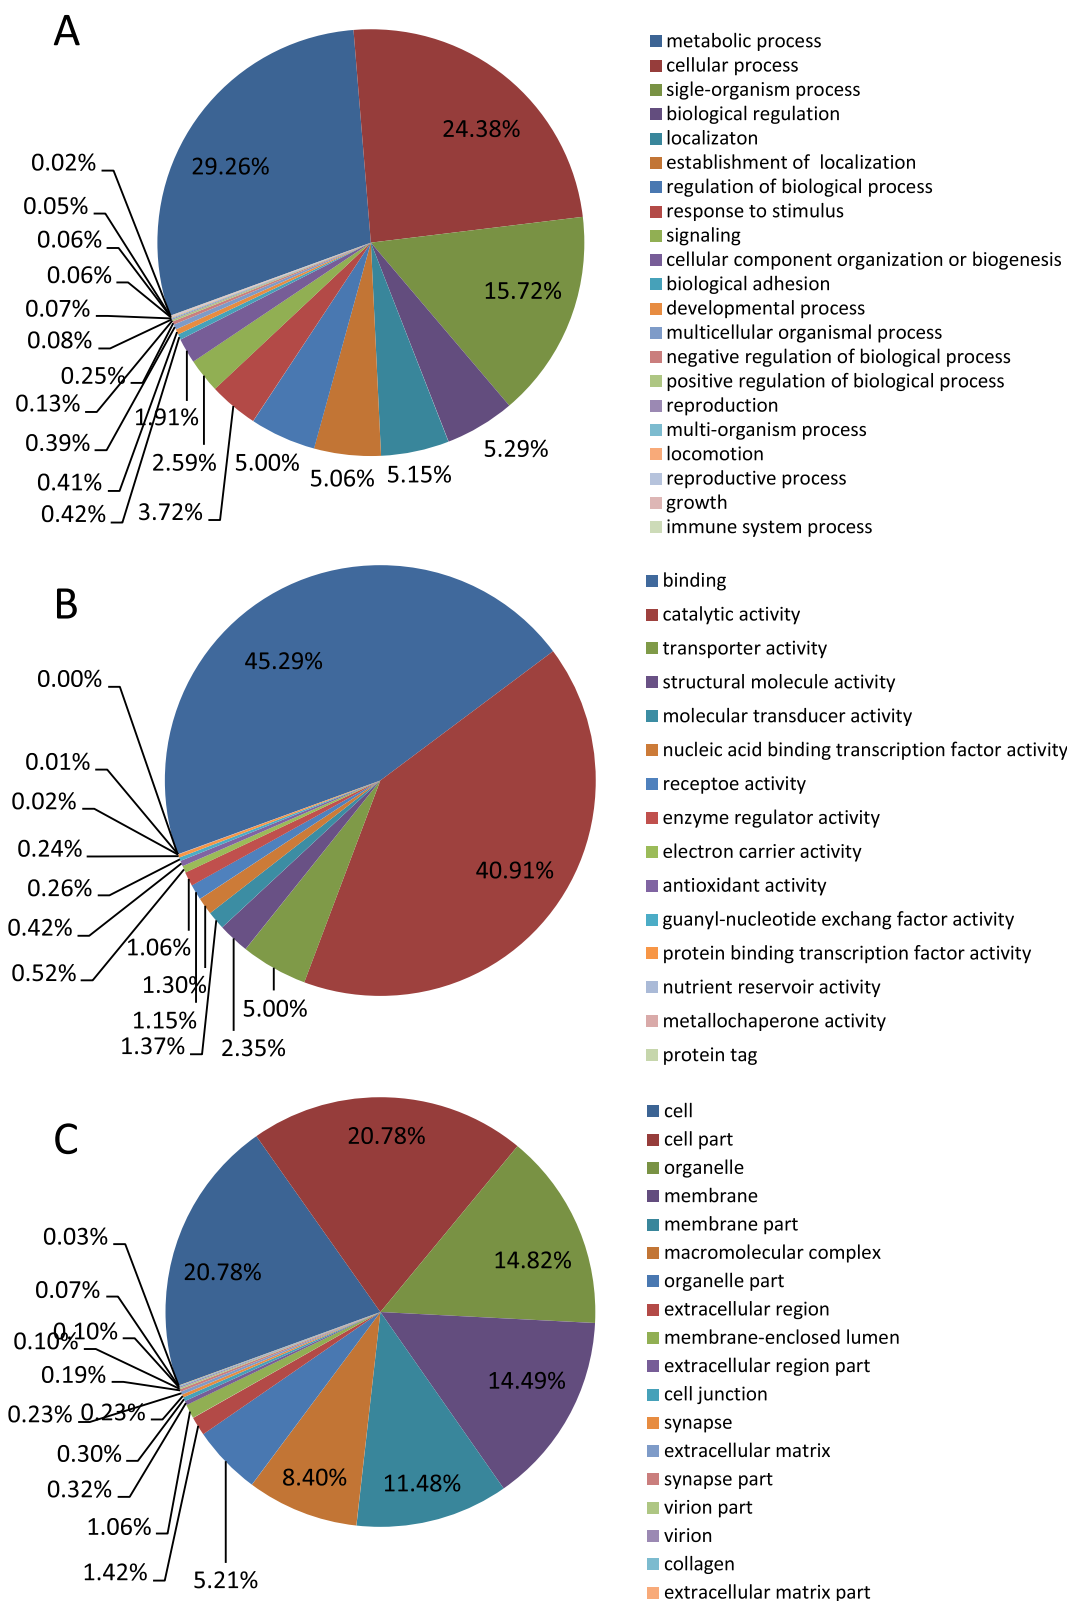 A
29.26%
24.38%
15.72%
5.29%
5.15%
5.06%
5.00%
3.72%
2.59%
1.91%
0.42%
0.41%
0.39%
0.13%
0.25%
0.08%
0.07%
0.06%
0.06%
0.05%
0.02%
metabolic process
cellular process
sigle-organism process
biological regulation
localizaton
establishment of localization
regulation of biological process
response to stimulus
signaling
cellular component organization or biogenesis
biological adhesion
developmental process
multicellular organismal process
negative regulation of biological process
positive regulation of biological process
reproduction
multi-organism process
locomotion
reproductive process
growth
immune system process
B
45.29%
40.91%
5.00%
2.35%
1.37%
1.15%
1.30%
1.06%
0.52%
0.42%
0.26%
0.24%
0.02%
0.01%
0.00%
binding
catalytic activity
transporter activity
structural molecule activity
molecular transducer activity
nucleic acid binding transcription factor activity
receptoe activity
enzyme regulator activity
electron carrier activity
antioxidant activity
guanyl-nucleotide exchang factor activity
protein binding transcription factor activity
nutrient reservoir activity
metallochaperone activity
protein tag
C
20.78%
20.78%
14.82%
14.49%
11.48%
8.40%
5.21%
1.42%
1.06%
0.32%
0.30%
0.23%
0.23%
0.19%
0.10%
0.10%
0.07%
0.03%
cell
cell part
organelle
membrane
membrane part
macromolecular complex
organelle part
extracellular region
membrane-enclosed lumen
extracellular region part
cell junction
synapse
extracellular matrix
synapse part
virion part
virion
collagen
extracellular matrix part